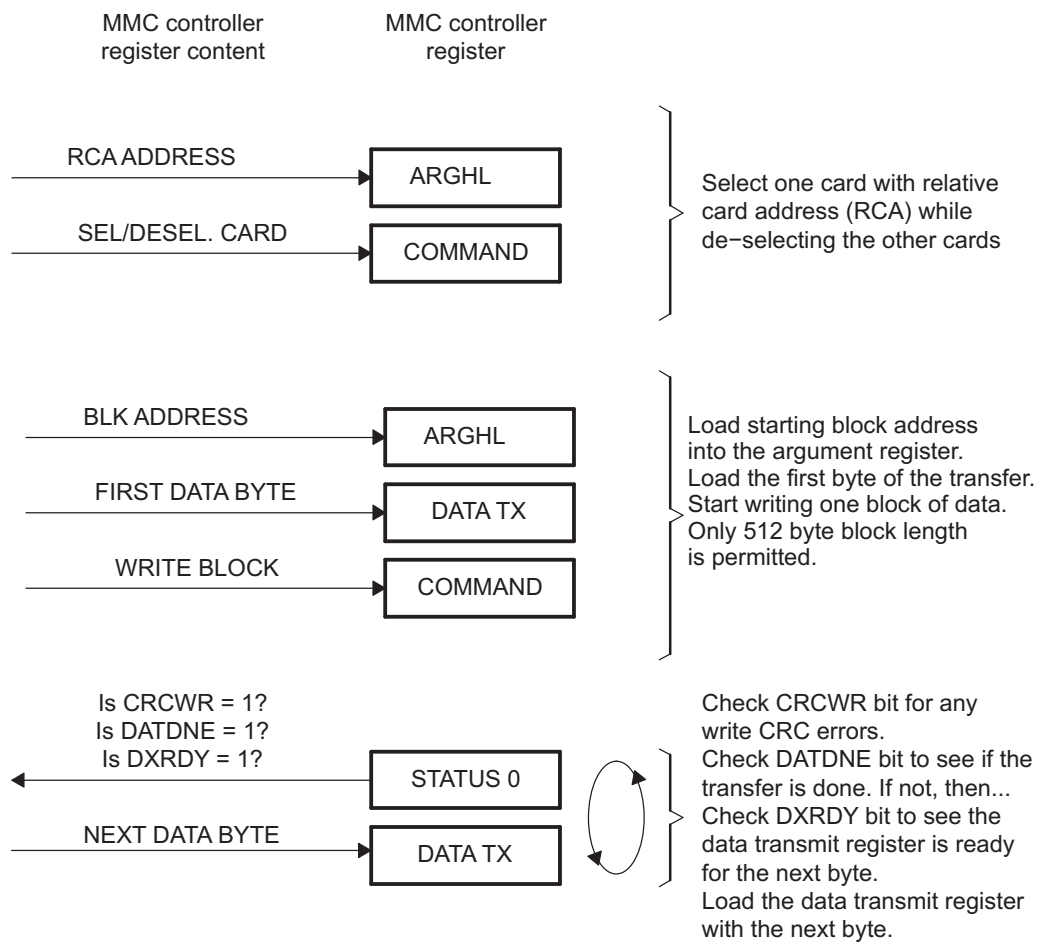 MMC controller
register content
MMC controller
register
RCA ADDRESS
ARGHL
SEL/DESEL. CARD
COMMAND
Select one card with relative
card address (RCA) while
de−selecting the other cards
BLK ADDRESS
ARGHL
FIRST DATA BYTE
DATA TX
WRITE BLOCK
COMMAND
Load starting block address
into the argument register.
Load the first byte of the transfer.
Start writing one block of data.
Only 512 byte block length
is permitted.
Is CRCWR = 1?
Is DATDNE = 1?
Is DXRDY = 1?
STATUS 0
NEXT DATA BYTE
DATA TX
Check CRCWR bit for any
write CRC errors.
Check DATDNE bit to see if the
transfer is done. If not, then...
Check DXRDY bit to see the
data transmit register is ready
for the next byte.
Load the data transmit register
with the next byte.